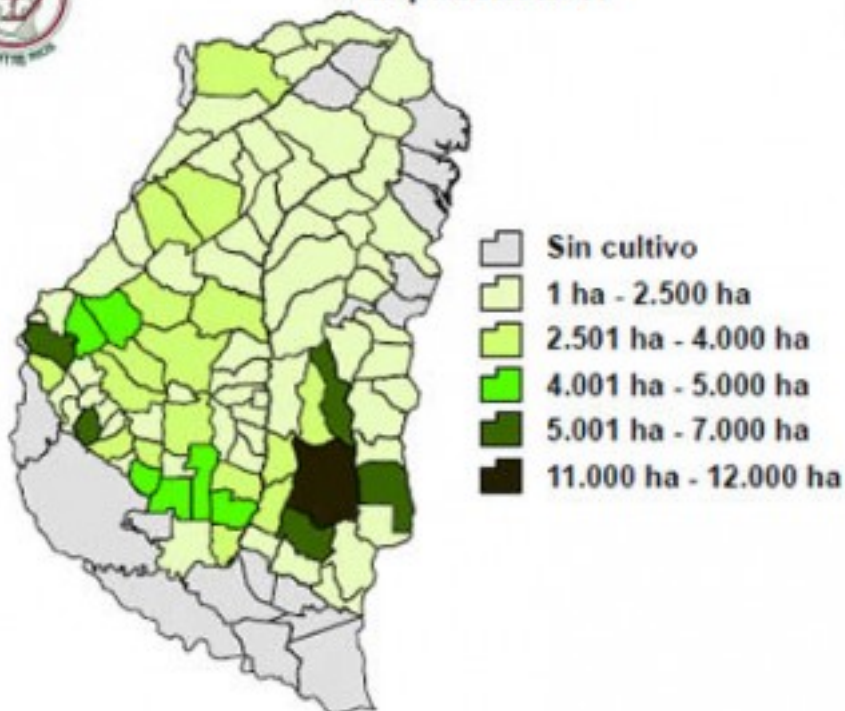 Sin cultivo
1 ha - 2.500 ha
2.501 ha - 4.000 ha
4.001 ha - 5.000 ha
5.001 ha - 7.000 ha
11.000 ha - 12.000 ha